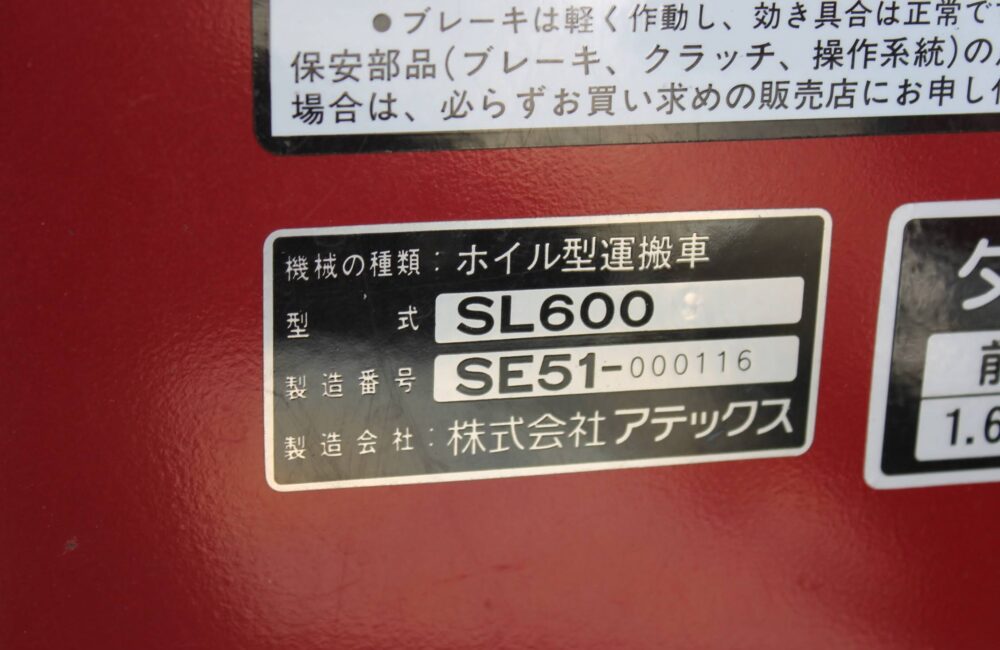 ●ブレーキは軽く作動し、効き具合は正常で
保安部品(ブレーキ、クラッチ、操作系統)の
場合は、必らずお買い求めの販売店にお申し
機械の種類：ホイル型運搬車
型式 SL600
製造番号 SE51-000116
製造会社：株式会社アテックス
タ
前
1.6